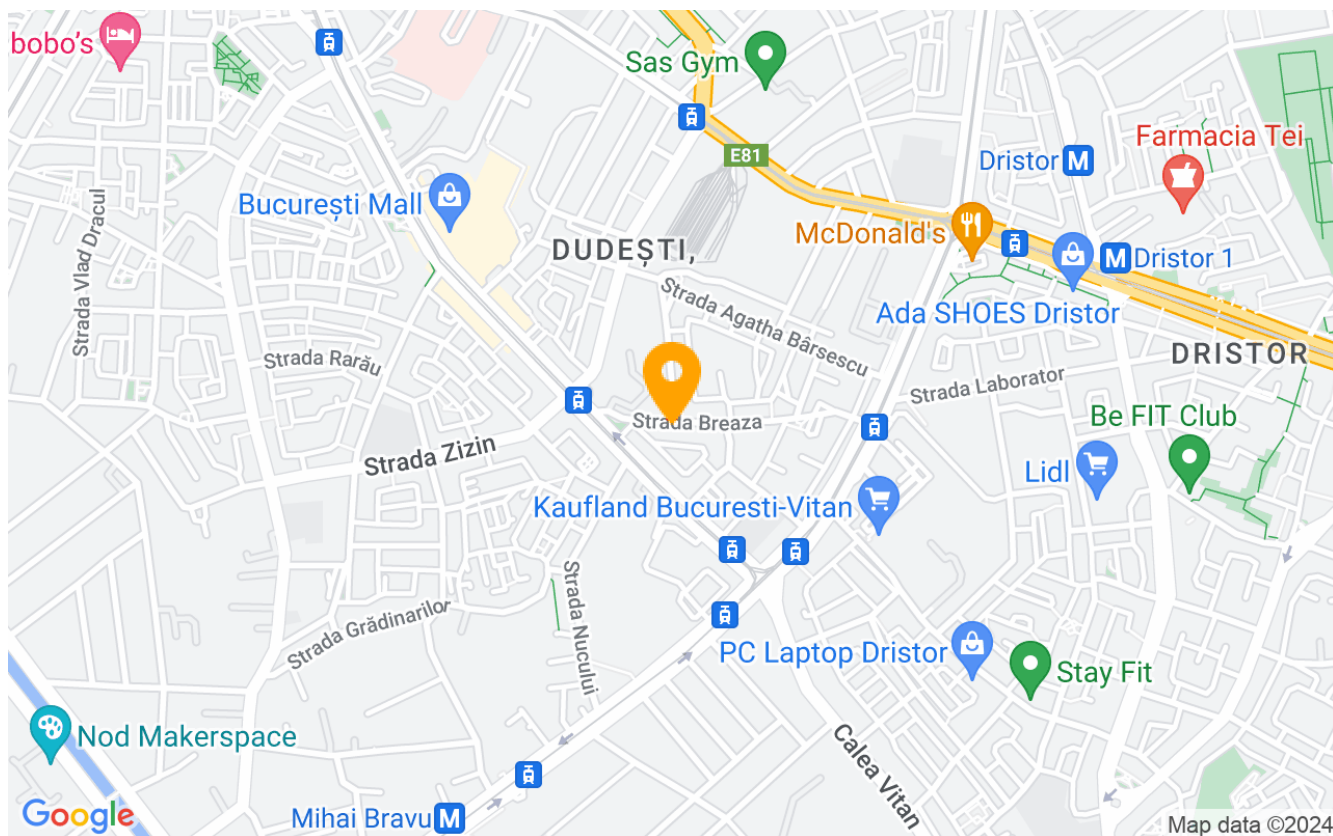 bobo's
Sas Gym
E81
Dristor M
Farmacia Tei
București Mall
Strada Vlad Dracul
DUDEȘTI,
McDonald's
M Dristor 1
Strada Agatha Bârsescu
Ada SHOES Dristor
Strada Rarău
DRISTOR
Strada Laborator
Strada Breaza
Be FIT Club
Strada Zizin
Lidl
Kaufland Bucuresti-Vitan
Strada Grădinarilor
Strada Nucului
PC Laptop Dristor
Stay Fit
Nod Makerspace
Calea Vitan
Mihai Bravu M
Google
Map data ©2024